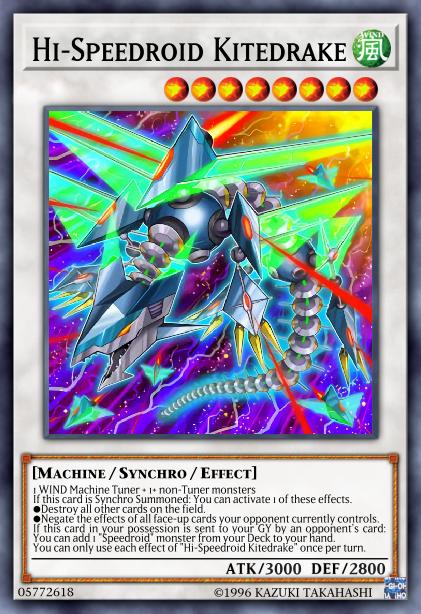 Hi-Speedroid Kitedrake
WIND
風
[Machine / Synchro / Effect]
1 WIND Machine Tuner + 1+ non-Tuner monsters
If this card is Synchro Summoned: You can activate 1 of these effects.
●Destroy all other cards on the field.
●Negate the effects of all face-up cards your opponent currently controls.
If this card in your possession is sent to your GY by an opponent's card:
You can add 1 "Speedroid" monster from your Deck to your hand.
You can only use each effect of "Hi-Speedroid Kitedrake" once per turn.
ATK/3000 DEF/2800
05772618
©1996 KAZUKI TAKAHASHI